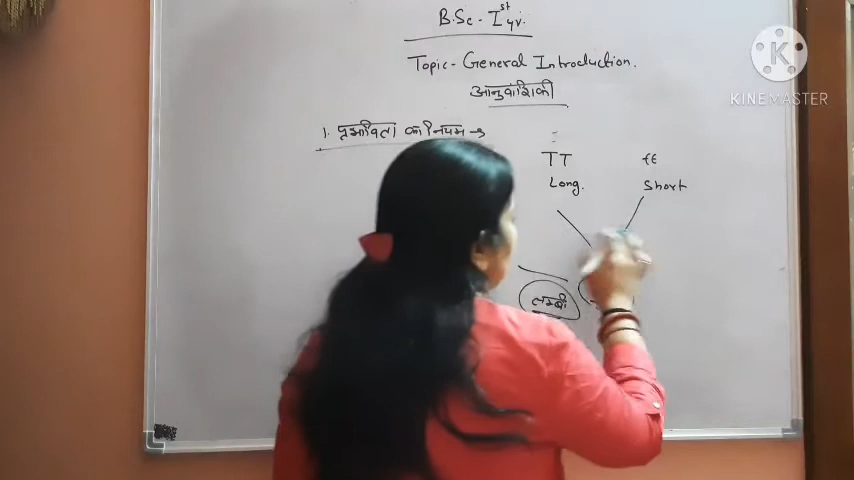 B.Sc - Ist yr.
Topic - General Introduction.
आनुवांशिकी
1. प्रभाविता का नियम →
TT tt
Long. Short
लम्बी
K
KINEMASTER